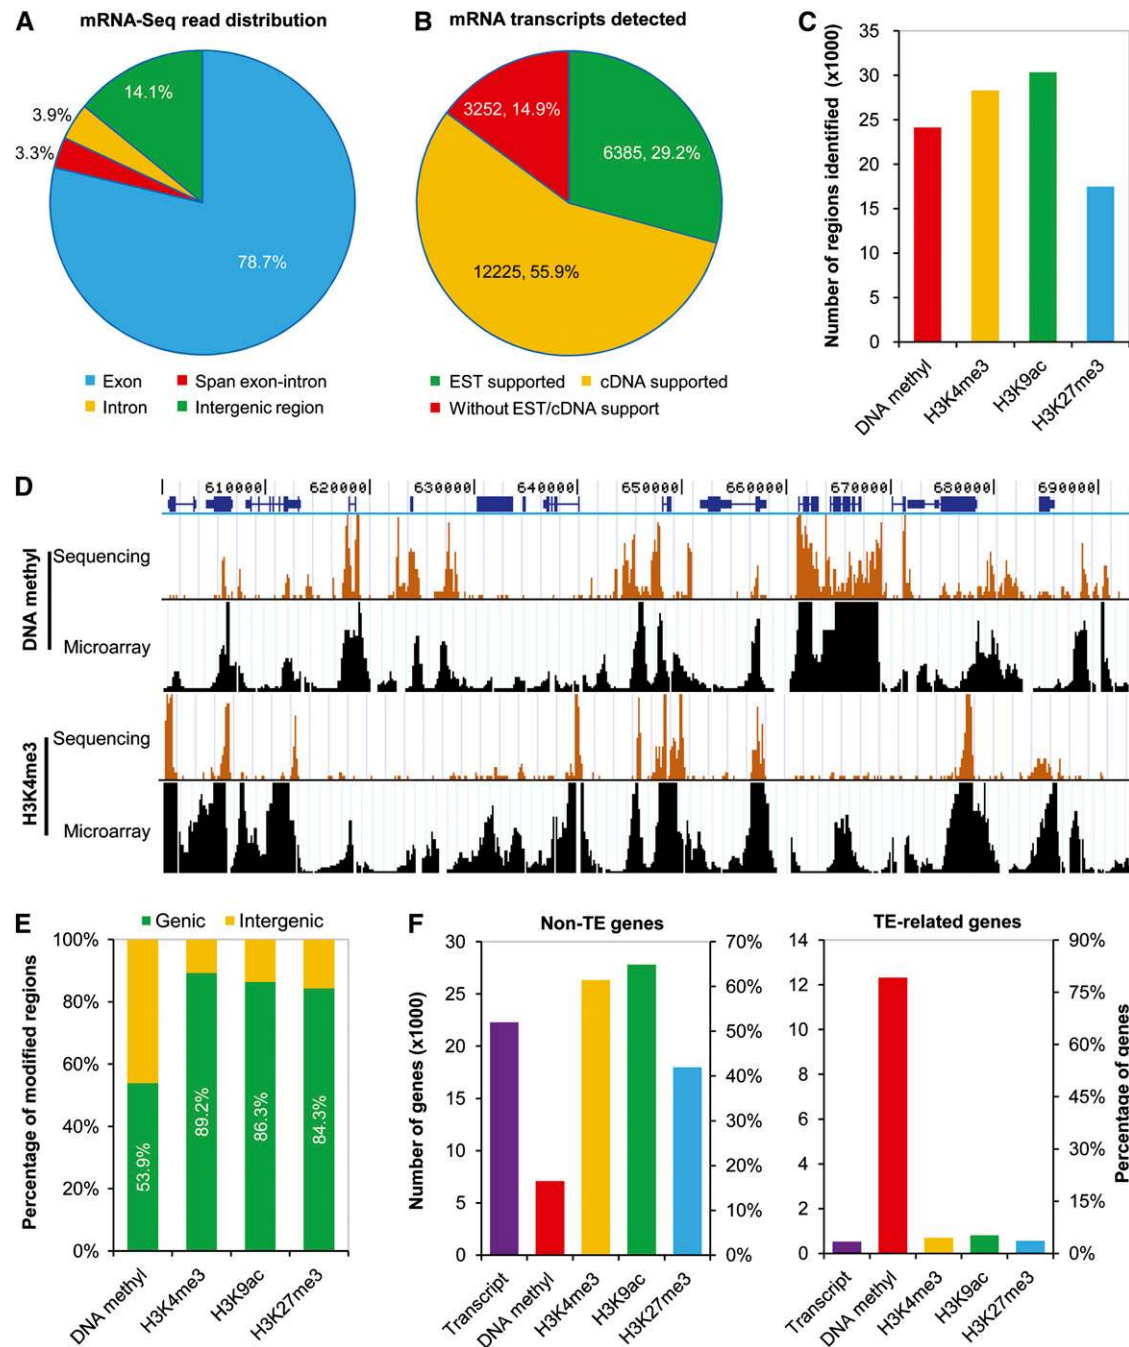 A mRNA-Seq read distribution
14.1%
3.9%
3.3%
78.7%
Exon Span exon-intron
Intron Intergenic region
B mRNA transcripts detected
3252, 14.9%
6385, 29.2%
12225, 55.9%
EST supported cDNA supported
Without EST/cDNA support
C
Number of regions identified (x1000)
35
30
25
20
15
10
5
0
DNA methyl
H3K4me3
H3K9ac
H3K27me3
D
610000 620000 630000 640000 650000 660000 670000 680000 690000
DNA methyl
Sequencing
Microarray
H3K4me3
Sequencing
Microarray
E
Genic Intergenic
Percentage of modified regions
100%
80%
60%
40%
20%
0%
53.9%
89.2%
86.3%
84.3%
DNA methyl
H3K4me3
H3K9ac
H3K27me3
F
Non-TE genes
Number of genes (x1000)
30
25
20
15
10
5
0
70%
60%
50%
40%
30%
20%
10%
0%
Transcript
DNA methyl
H3K4me3
H3K9ac
H3K27me3
TE-related genes
14
12
10
8
6
4
2
0
90%
75%
60%
45%
30%
15%
0%
Percentage of genes
Transcript
DNA methyl
H3K4me3
H3K9ac
H3K27me3